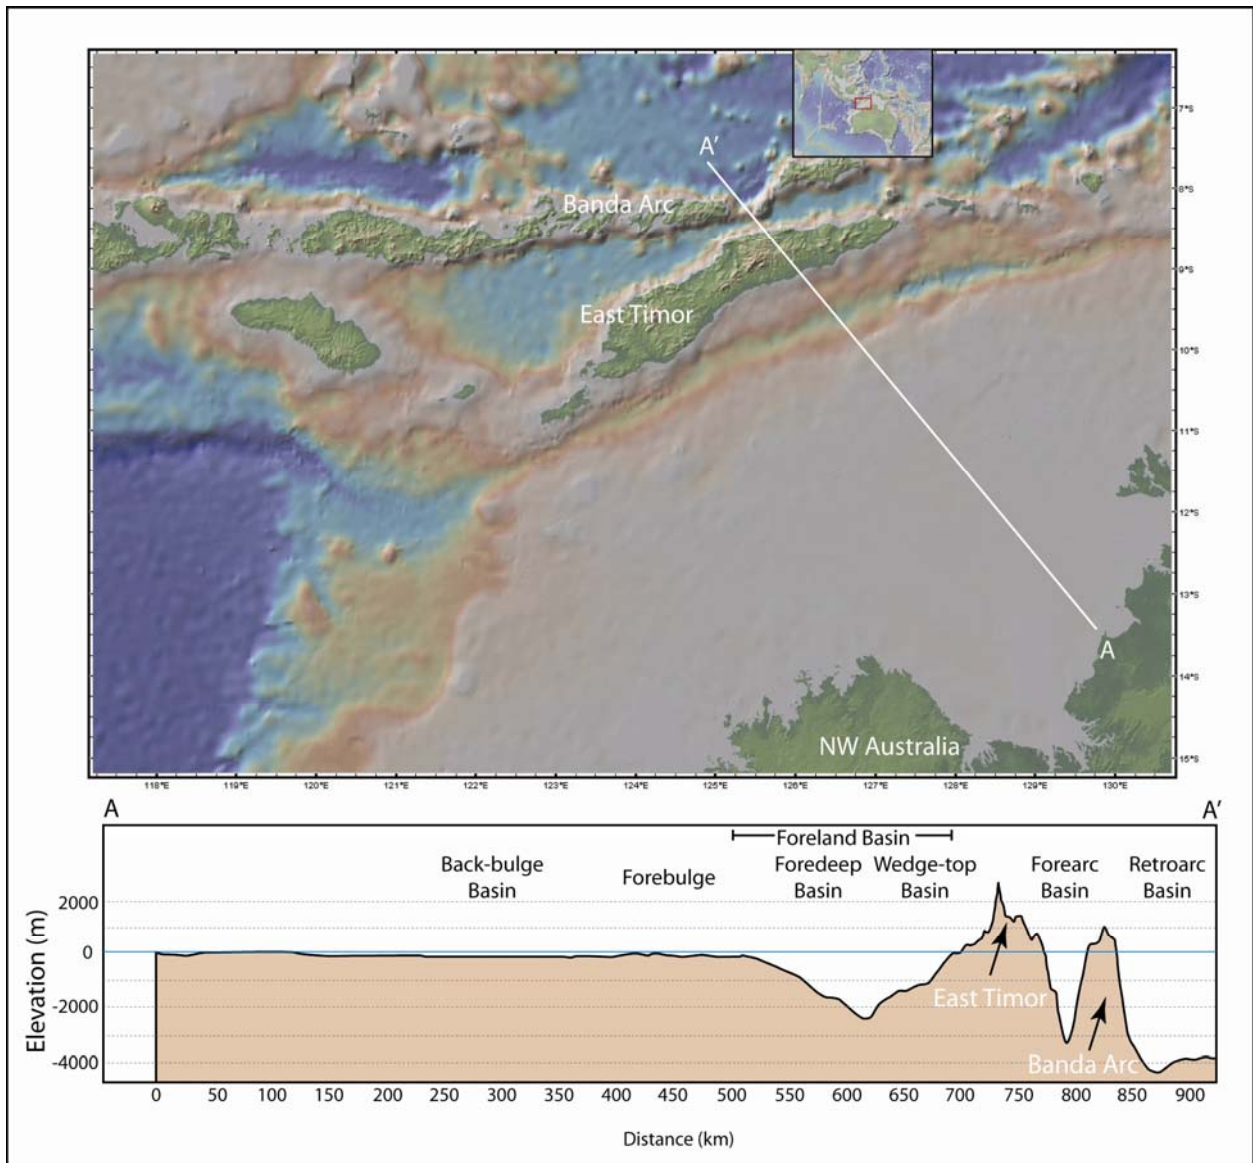 A'
Banda Arc
East Timor
A
NW Australia
7°S
8°S
9°S
10°S
11°S
12°S
13°S
14°S
15°S
118°E 119°E 120°E 121°E 122°E 123°E 124°E 125°E 126°E 127°E 128°E 129°E 130°E
A A'
Foreland Basin
Back-bulge Basin
Forebulge
Foredeep Basin
Wedge-top Basin
Forearc Basin
Retroarc Basin
Elevation (m)
2000
0
-2000
-4000
East Timor
Banda Arc
0 50 100 150 200 250 300 350 400 450 500 550 600 650 700 750 800 850 900
Distance (km)